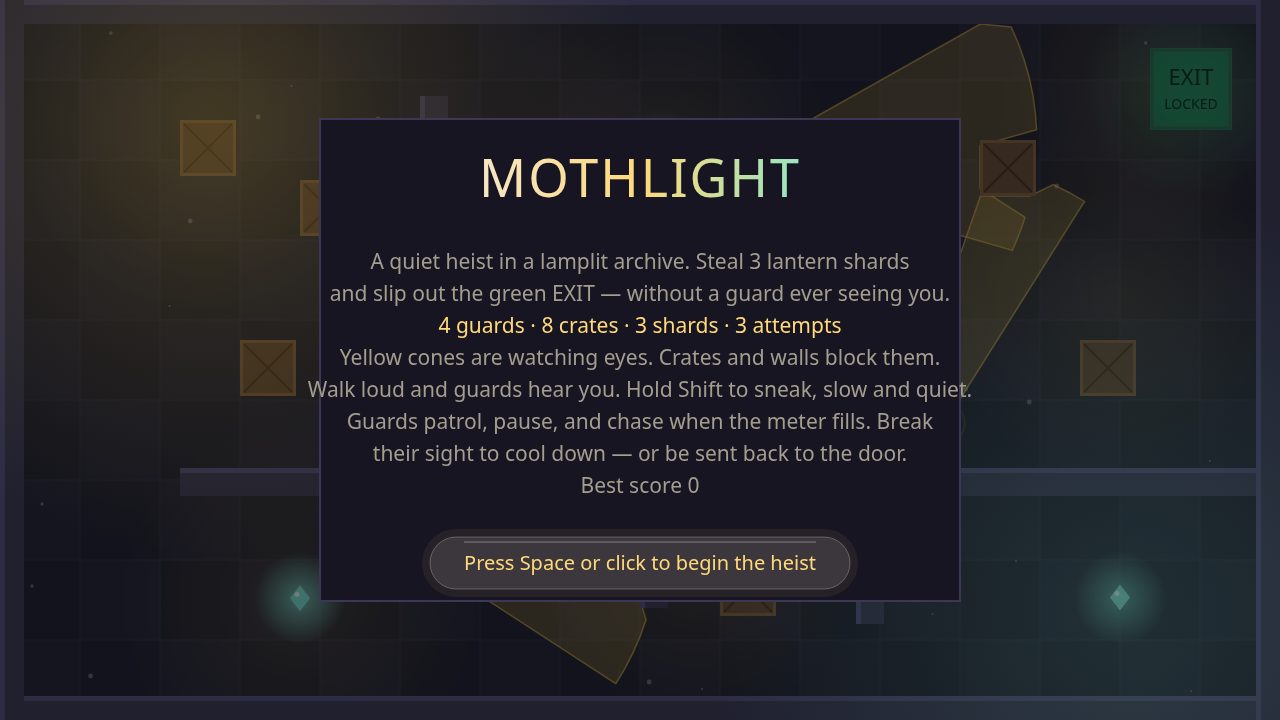 EXIT
LOCKED
MOTHLIGHT
A quiet heist in a lamplit archive. Steal 3 lantern shards
and slip out the green EXIT — without a guard ever seeing you.
4 guards · 8 crates · 3 shards · 3 attempts
Yellow cones are watching eyes. Crates and walls block them.
Walk loud and guards hear you. Hold Shift to sneak, slow and quiet.
Guards patrol, pause, and chase when the meter fills. Break
their sight to cool down — or be sent back to the door.
Best score 0
Press Space or click to begin the heist